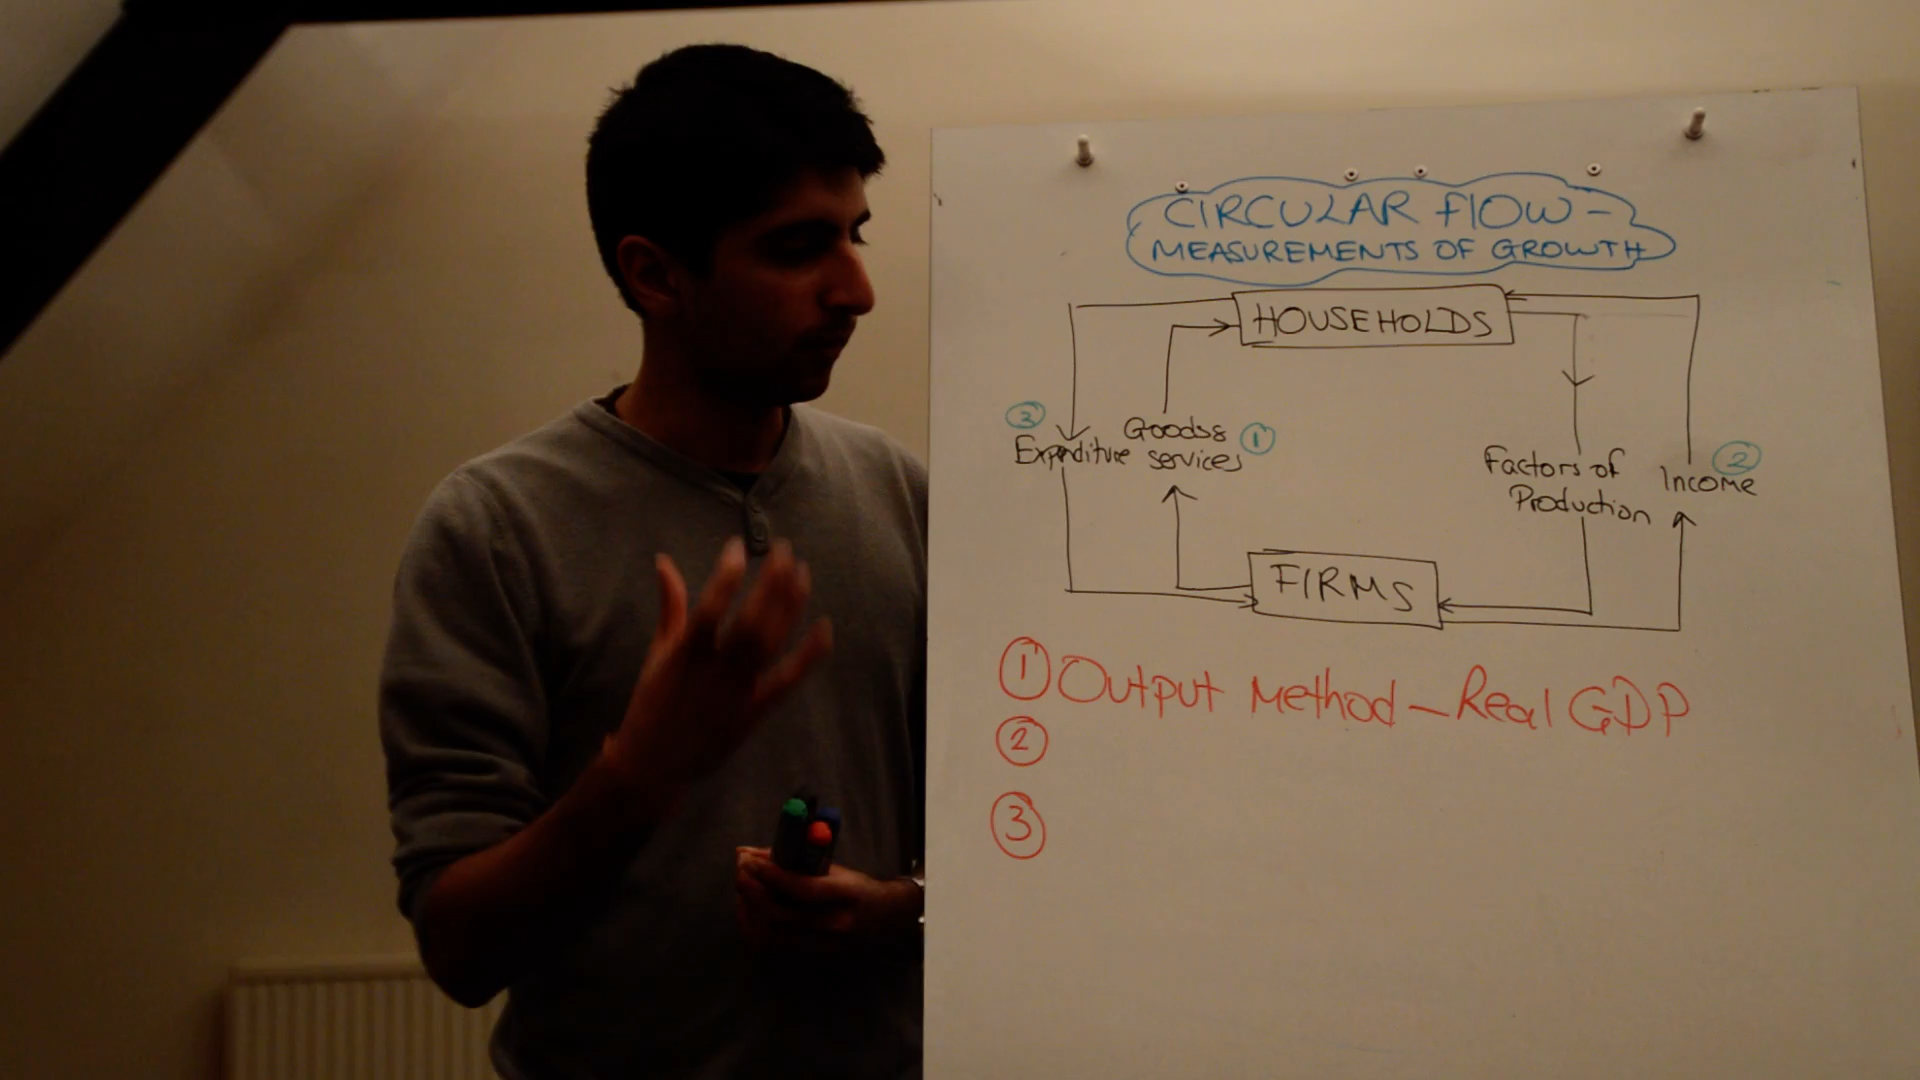 CIRCULAR FLOW -
MEASUREMENTS OF GROWTH
HOUSEHOLDS
3
Expenditure
Goods &
services
1
Factors of
Production
Income
2
FIRMS
1 Output Method - Real GDP
2
3